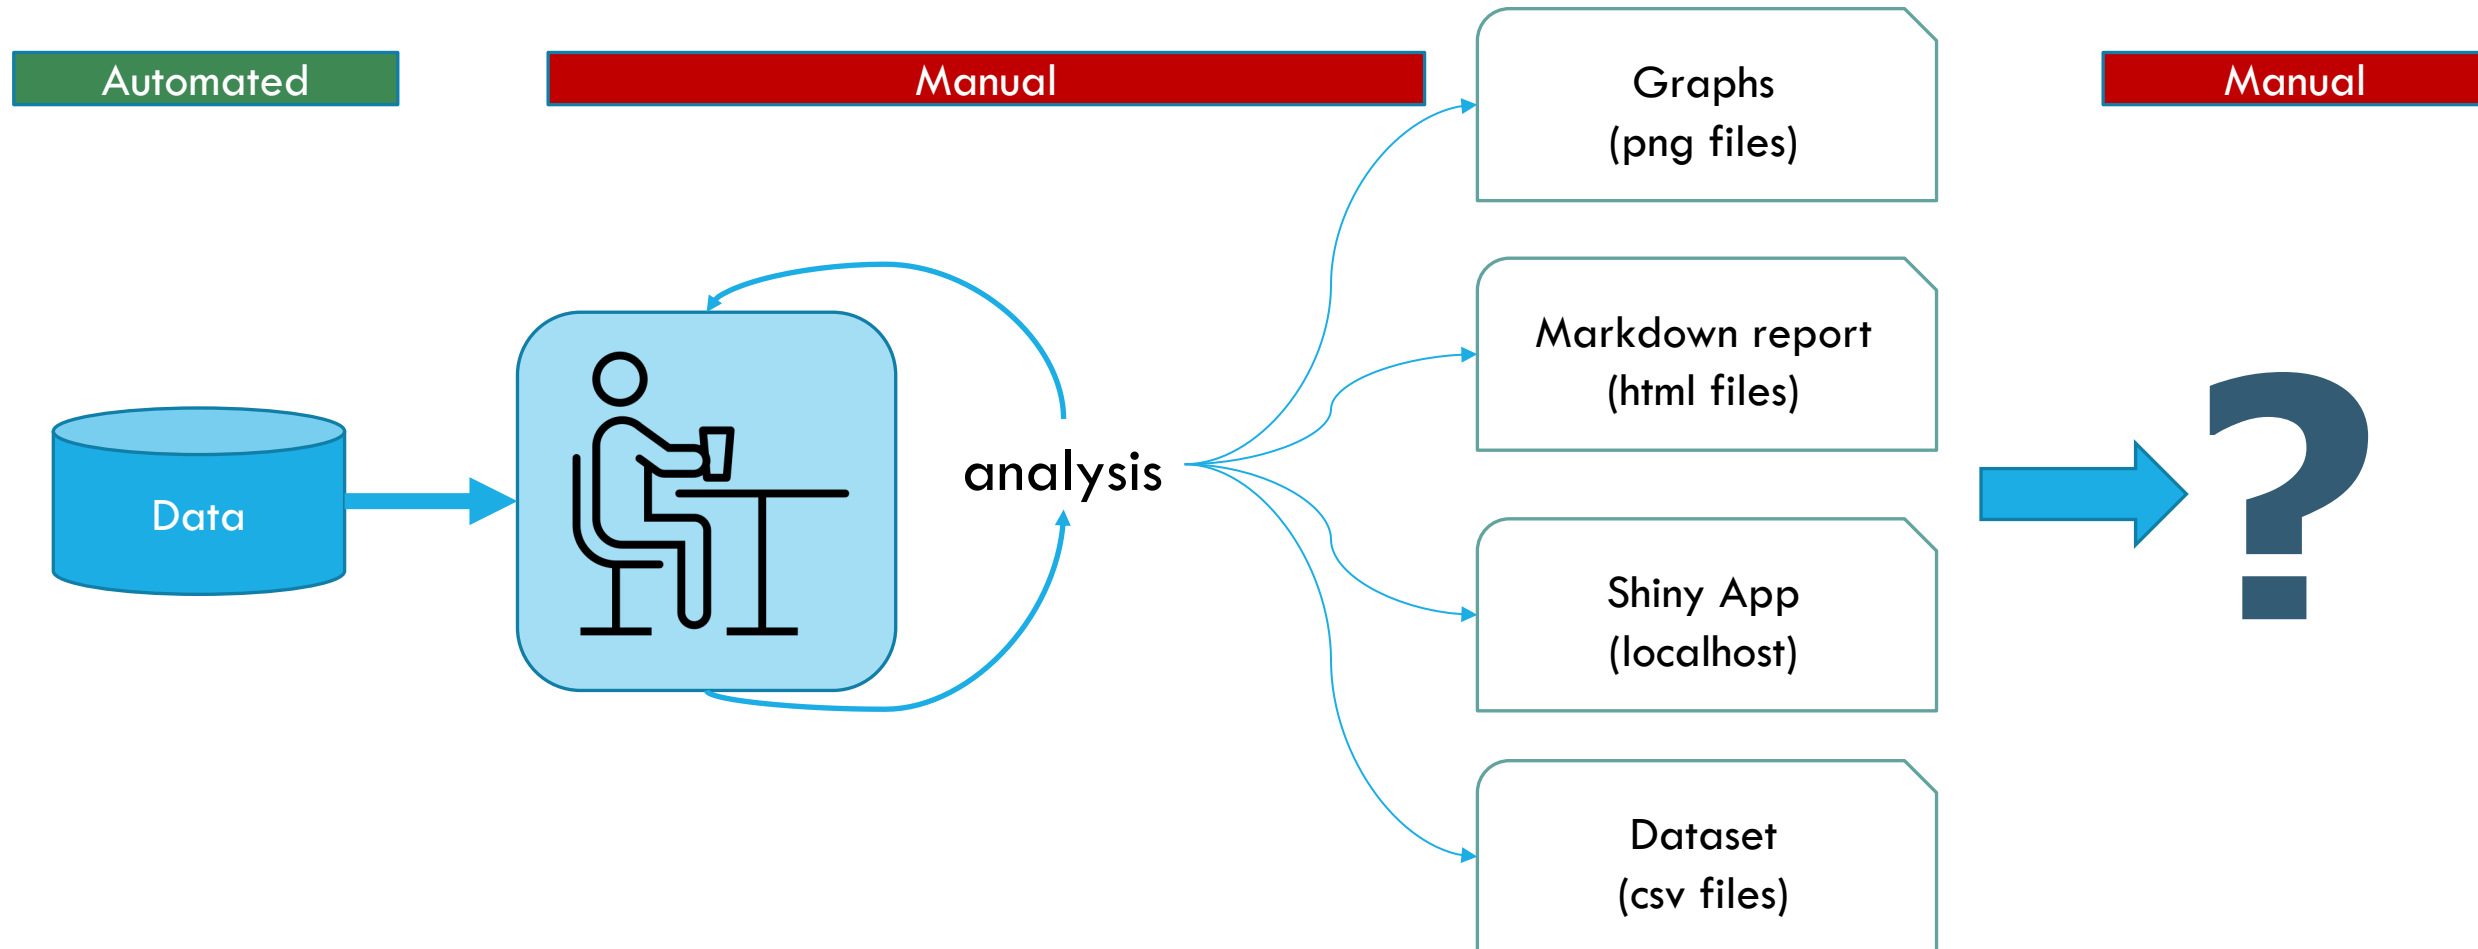 Automated
Manual
Manual
Data
analysis
Graphs
(png files)
Markdown report
(html files)
Shiny App
(localhost)
Dataset
(csv files)
?